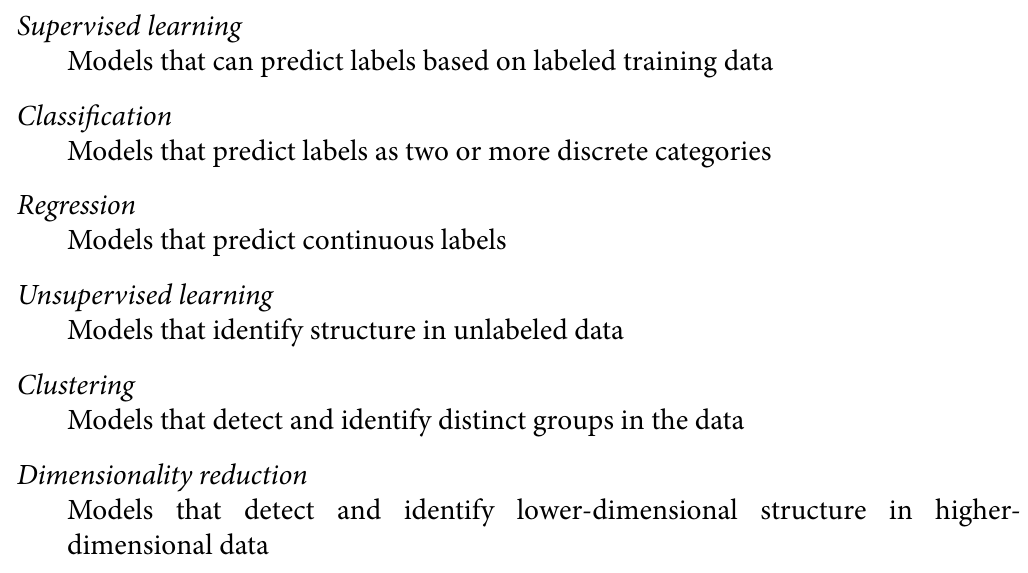 Supervised learning
Models that can predict labels based on labeled training data
Classification
Models that predict labels as two or more discrete categories
Regression
Models that predict continuous labels
Unsupervised learning
Models that identify structure in unlabeled data
Clustering
Models that detect and identify distinct groups in the data
Dimensionality reduction
Models that detect and identify lower-dimensional structure in higher-
dimensional data